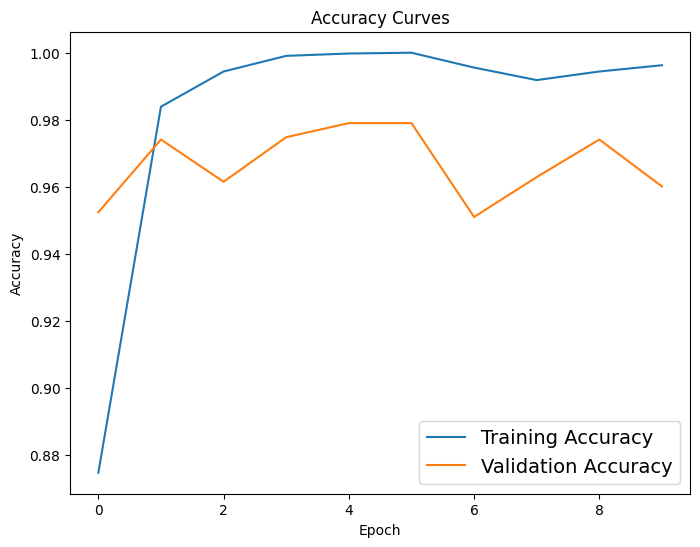 Accuracy Curves
1.00
0.98
0.96
0.94
0.92
0.90
0.88
Accuracy
Training Accuracy
Validation Accuracy
0 2 4 6 8
Epoch